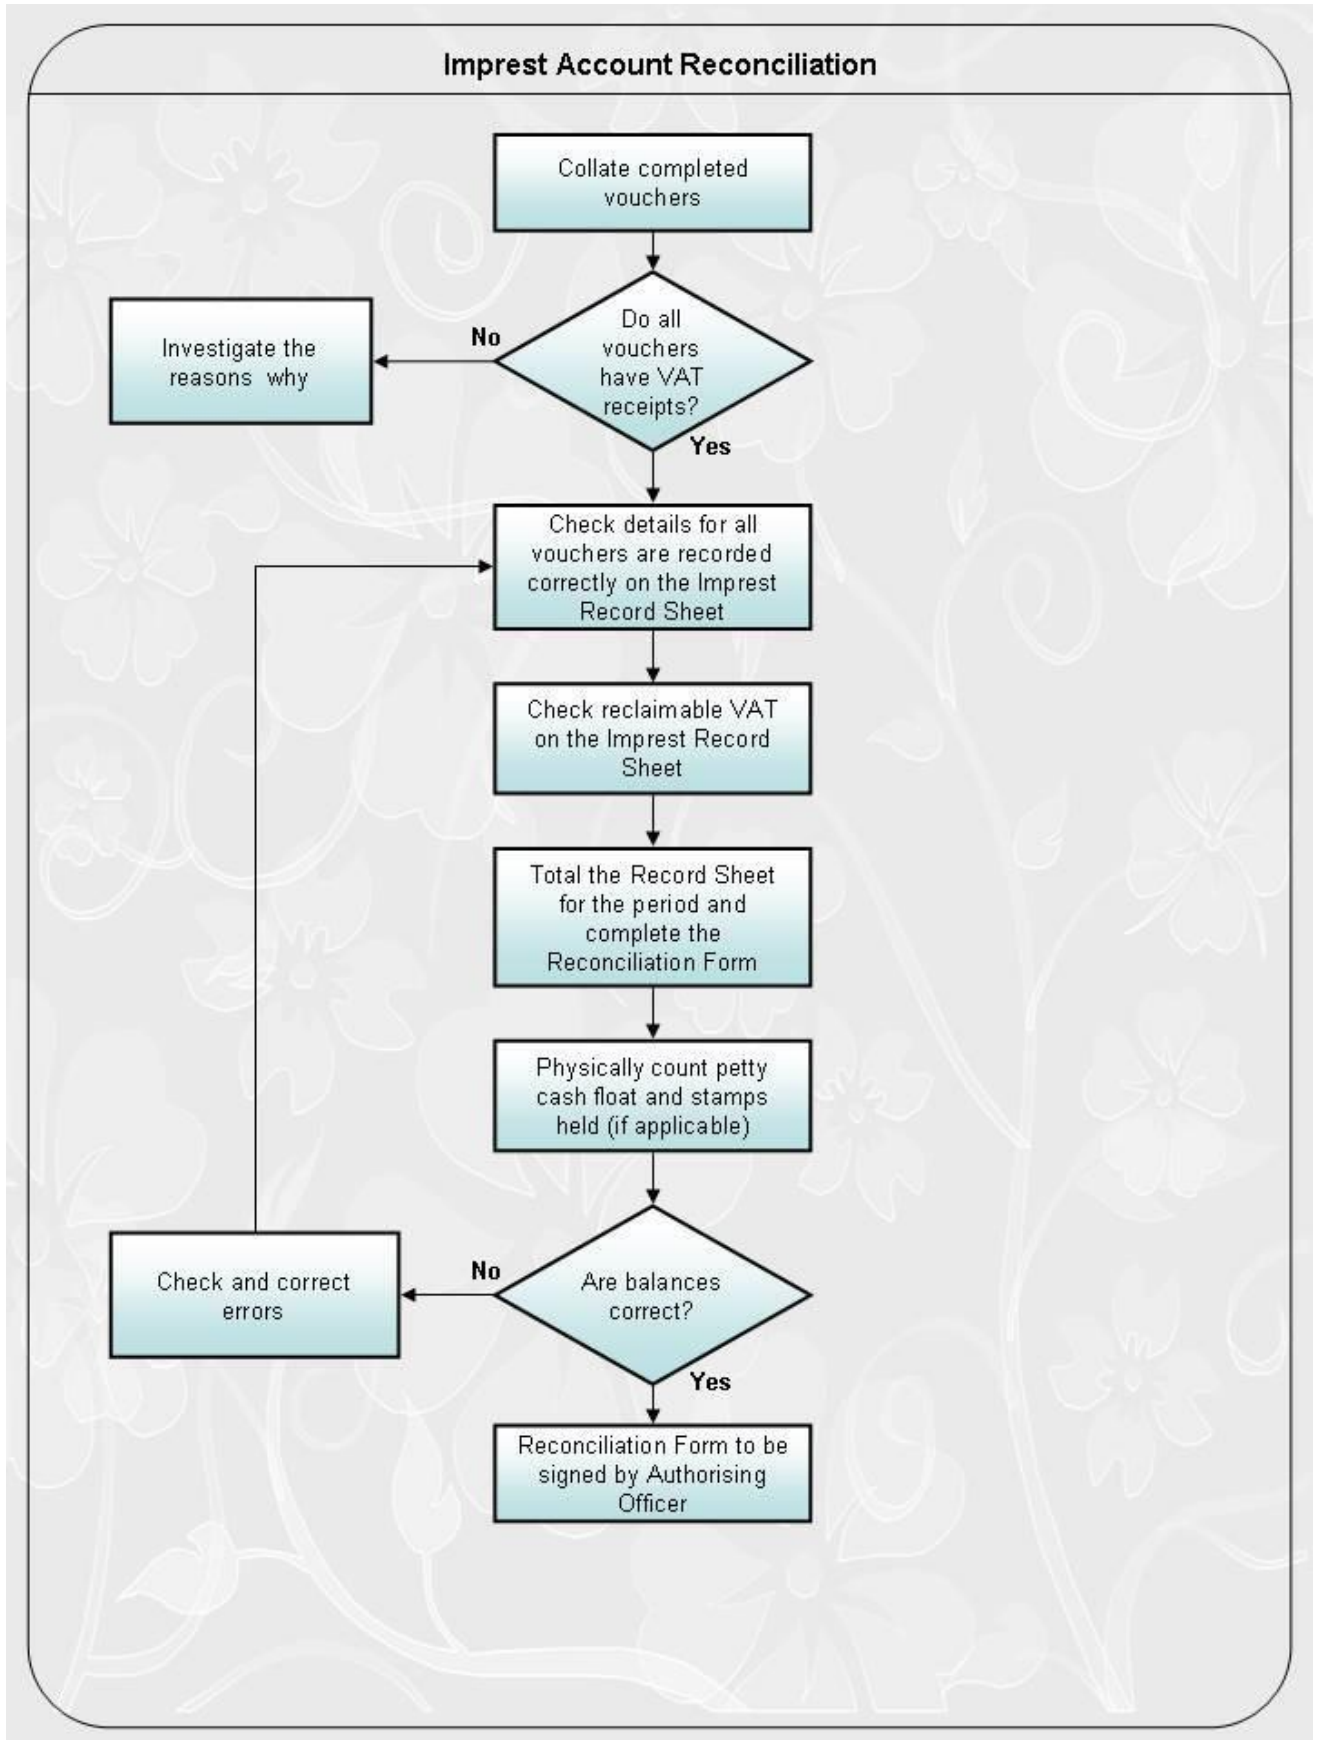 Imprest Account Reconciliation
Collate completed
vouchers
Do all
vouchers
have VAT
receipts?
No
Investigate the
reasons why
Yes
Check details for all
vouchers are recorded
correctly on the Imprest
Record Sheet
Check reclaimable VAT
on the Imprest Record
Sheet
Total the Record Sheet
for the period and
complete the
Reconciliation Form
Physically count petty
cash float and stamps
held (if applicable)
Are balances
correct?
No
Check and correct
errors
Yes
Reconciliation Form to be
signed by Authorising
Officer